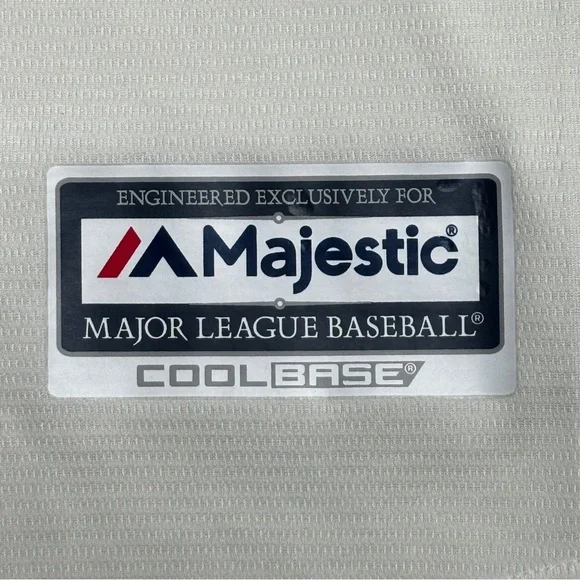 ENGINEERED EXCLUSIVELY FOR
Majestic®
MAJOR LEAGUE BASEBALL®
COOLBASE®